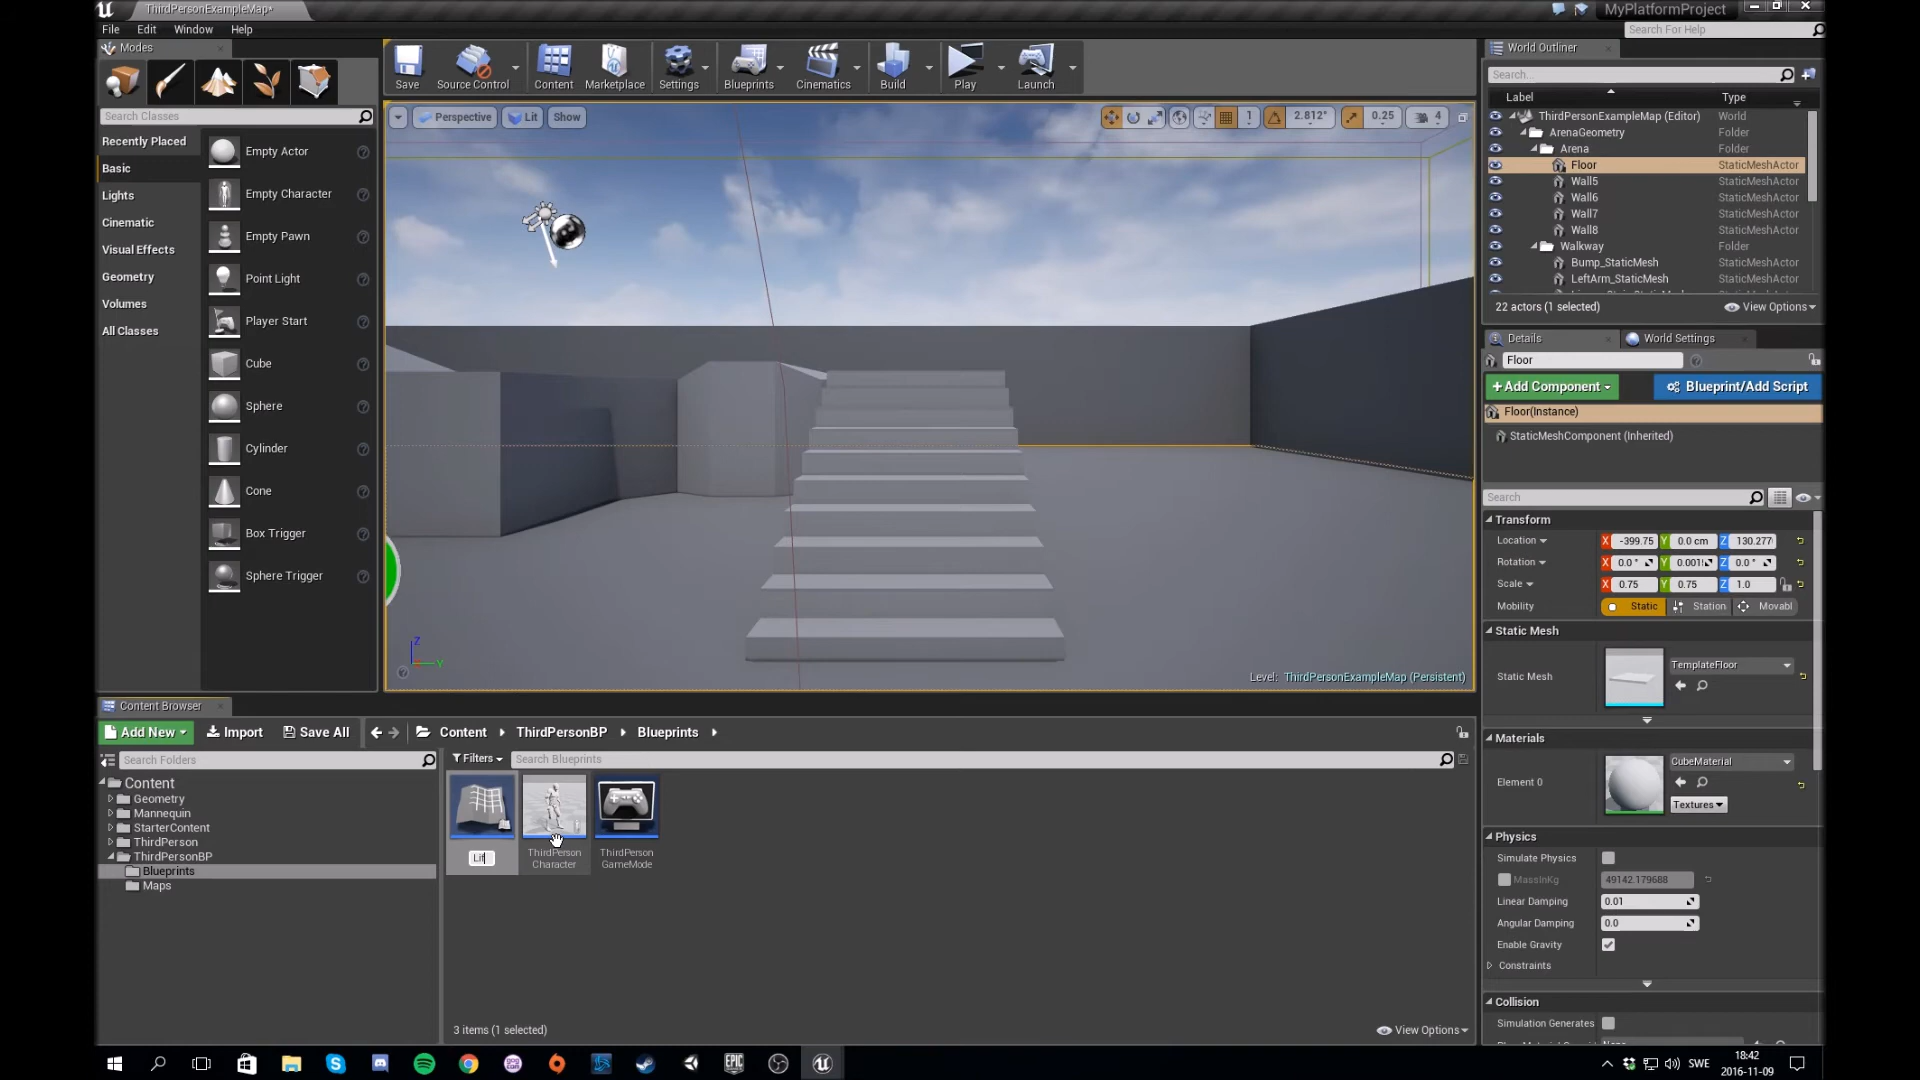 ThirdPersonExampleMap*
MyPlatformProject
File Edit Window Help
Search For Help
Modes
Save
Source Control
Content
Marketplace
Settings
Blueprints
Cinematics
Build
Play
Launch
Search Classes
Recently Placed
Basic
Lights
Cinematic
Visual Effects
Geometry
Volumes
All Classes
Empty Actor
Empty Character
Empty Pawn
Point Light
Player Start
Cube
Sphere
Cylinder
Cone
Box Trigger
Sphere Trigger
Perspective
Lit
Show
1
2.812°
0.25
4
Z
Y
Level: ThirdPersonExampleMap (Persistent)
World Outliner
Search...
Label Type
ThirdPersonExampleMap (Editor) World
ArenaGeometry Folder
Arena Folder
Floor StaticMeshActor
Wall5 StaticMeshActor
Wall6 StaticMeshActor
Wall7 StaticMeshActor
Wall8 StaticMeshActor
Walkway Folder
Bump_StaticMesh StaticMeshActor
LeftArm_StaticMesh StaticMeshActor
22 actors (1 selected)
View Options
Details
World Settings
Floor
+Add Component
Blueprint/Add Script
Floor(Instance)
StaticMeshComponent (Inherited)
Search
Transform
Location X -399.75 Y 0.0 cm Z 130.277
Rotation X 0.0 ° Y 0.001 Z 0.0 °
Scale X 0.75 Y 0.75 Z 1.0
Mobility Static Station Movabl
Static Mesh
Static Mesh
TemplateFloor
Materials
Element 0
CubeMaterial
Textures
Physics
Simulate Physics
MassInKg 49142.179688
Linear Damping 0.01
Angular Damping 0.0
Enable Gravity
Constraints
Collision
Simulation Generates
Content Browser
Add New
Import
Save All
Content
ThirdPersonBP
Blueprints
Search Folders
Filters
Search Blueprints
Content
Geometry
Mannequin
StarterContent
ThirdPerson
ThirdPersonBP
Blueprints
Maps
Lif
ThirdPerson
Character
ThirdPerson
GameMode
3 items (1 selected)
View Options
EPIC
SWE
18:42
2016-11-09